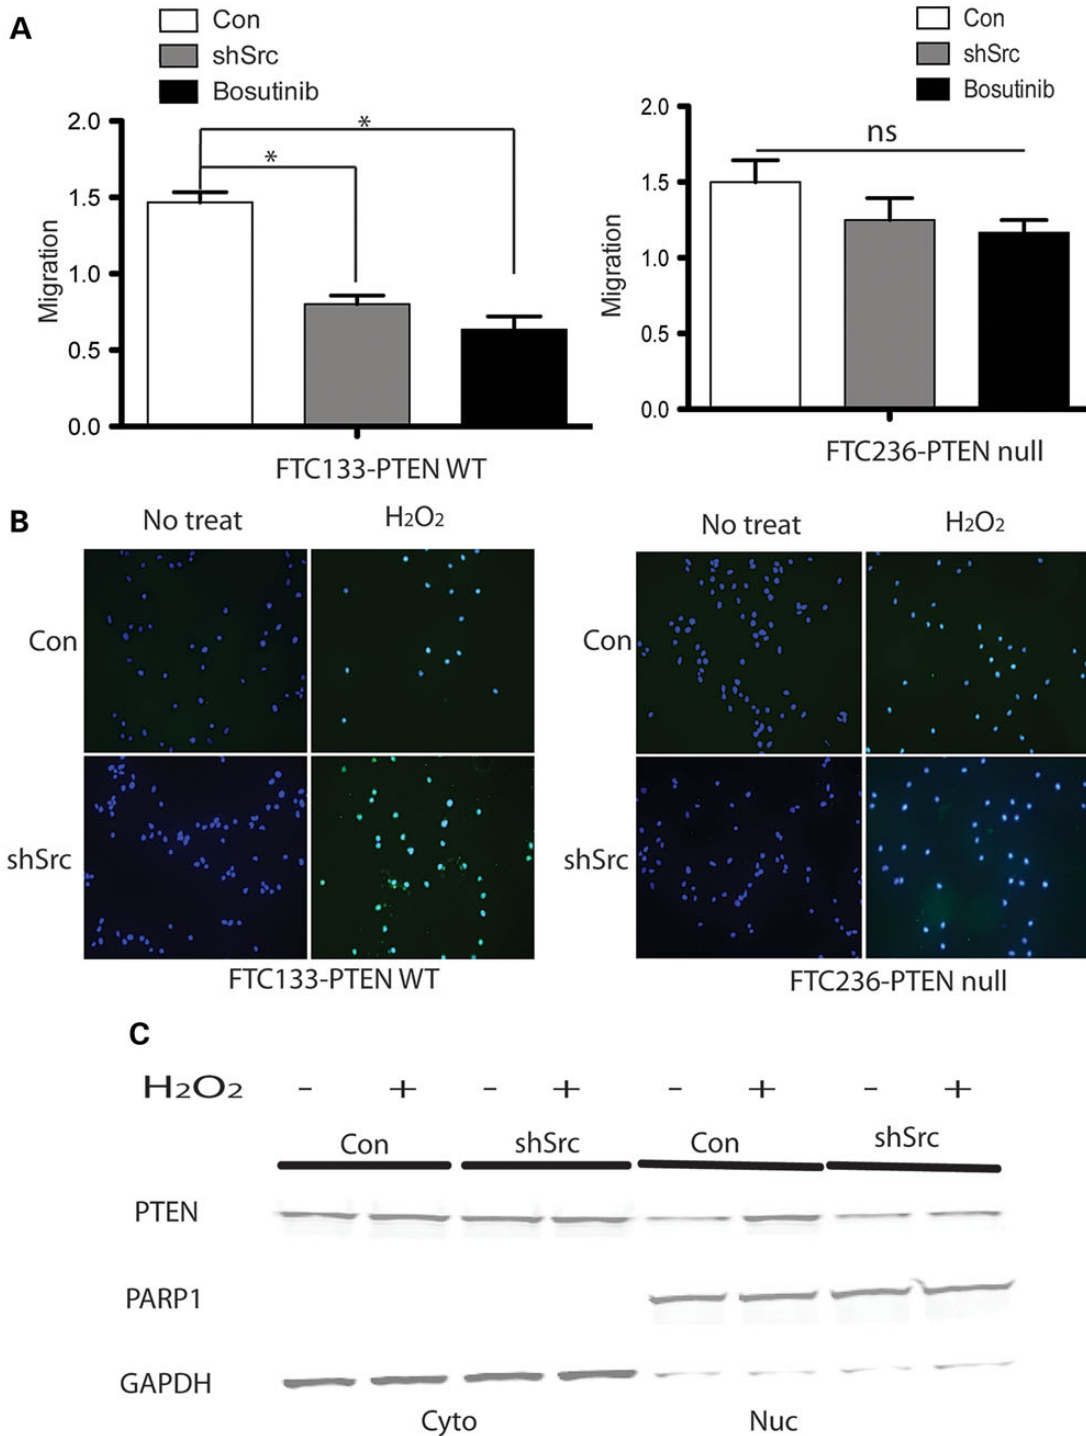 A
Con
shSrc
Bosutinib
2.0
1.5
1.0
0.5
0.0
Migration
*
*
FTC133-PTEN WT
Con
shSrc
Bosutinib
2.0
1.5
1.0
0.5
0.0
Migration
ns
FTC236-PTEN null
B
No treat
H2O2
Con
shSrc
FTC133-PTEN WT
No treat
H2O2
Con
shSrc
FTC236-PTEN null
C
H2O2 - + - + - + - +
Con shSrc Con shSrc
PTEN
PARP1
GAPDH
Cyto Nuc